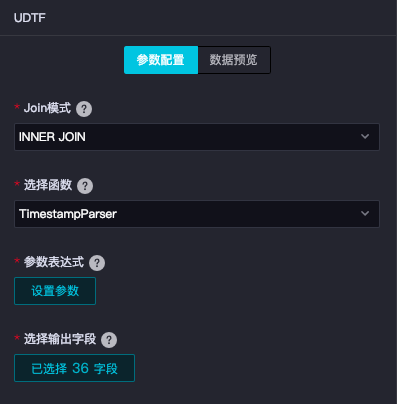 UDTF
参数配置 数据预览
* Join模式 ?
INNER JOIN
* 选择函数 ?
TimestampParser
* 参数表达式 ?
设置参数
* 选择输出字段 ?
已选择 36 字段